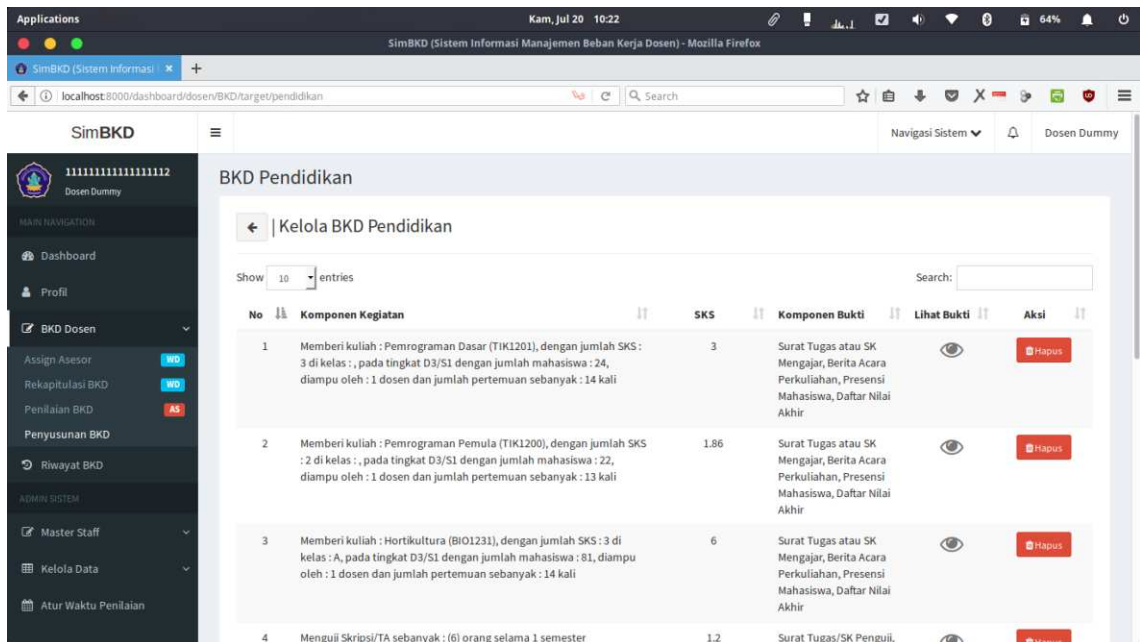 Applications
Kam, Jul 20 10:22
64%
SimBKD (Sistem Informasi Manajemen Beban Kerja Dosen) - Mozilla Firefox
SimBKD (Sistem Informasi
localhost:8000/dashboard/dosen/BKD/target/pendidikan
Search
SimBKD
Navigasi Sistem
Dosen Dummy
111111111111111112
Dosen Dummy
MAIN NAVIGATION
Dashboard
Profil
BKD Dosen
Assign Asesor WD
Rekapitulasi BKD WD
Penilaian BKD AS
Penyusunan BKD
Riwayat BKD
ADMIN SISTEM
Master Staff
Kelola Data
Atur Waktu Penilaian
BKD Pendidikan
| Kelola BKD Pendidikan
Show 10 entries
Search:
No Komponen Kegiatan SKS Komponen Bukti Lihat Bukti Aksi
1 Memberi kuliah : Pemrograman Dasar (TIK1201), dengan jumlah SKS : 3 Surat Tugas atau SK Hapus
3 di kelas : , pada tingkat D3/S1 dengan jumlah mahasiswa : 24, Mengajar, Berita Acara
diampu oleh : 1 dosen dan jumlah pertemuan sebanyak : 14 kali Perkuliahan, Presensi
Mahasiswa, Daftar Nilai
Akhir
2 Memberi kuliah : Pemrograman Pemula (TIK1200), dengan jumlah SKS 1.86 Surat Tugas atau SK Hapus
: 2 di kelas : , pada tingkat D3/S1 dengan jumlah mahasiswa : 22, Mengajar, Berita Acara
diampu oleh : 1 dosen dan jumlah pertemuan sebanyak : 13 kali Perkuliahan, Presensi
Mahasiswa, Daftar Nilai
Akhir
3 Memberi kuliah : Hortikultura (BIO1231), dengan jumlah SKS : 3 di 6 Surat Tugas atau SK Hapus
kelas : A, pada tingkat D3/S1 dengan jumlah mahasiswa : 81, diampu Mengajar, Berita Acara
oleh : 1 dosen dan jumlah pertemuan sebanyak : 14 kali Perkuliahan, Presensi
Mahasiswa, Daftar Nilai
Akhir
4 Menguji Skripsi/TA sebanyak : (6) orang selama 1 semester 1.2 Surat Tugas/SK Penguji, Hapus